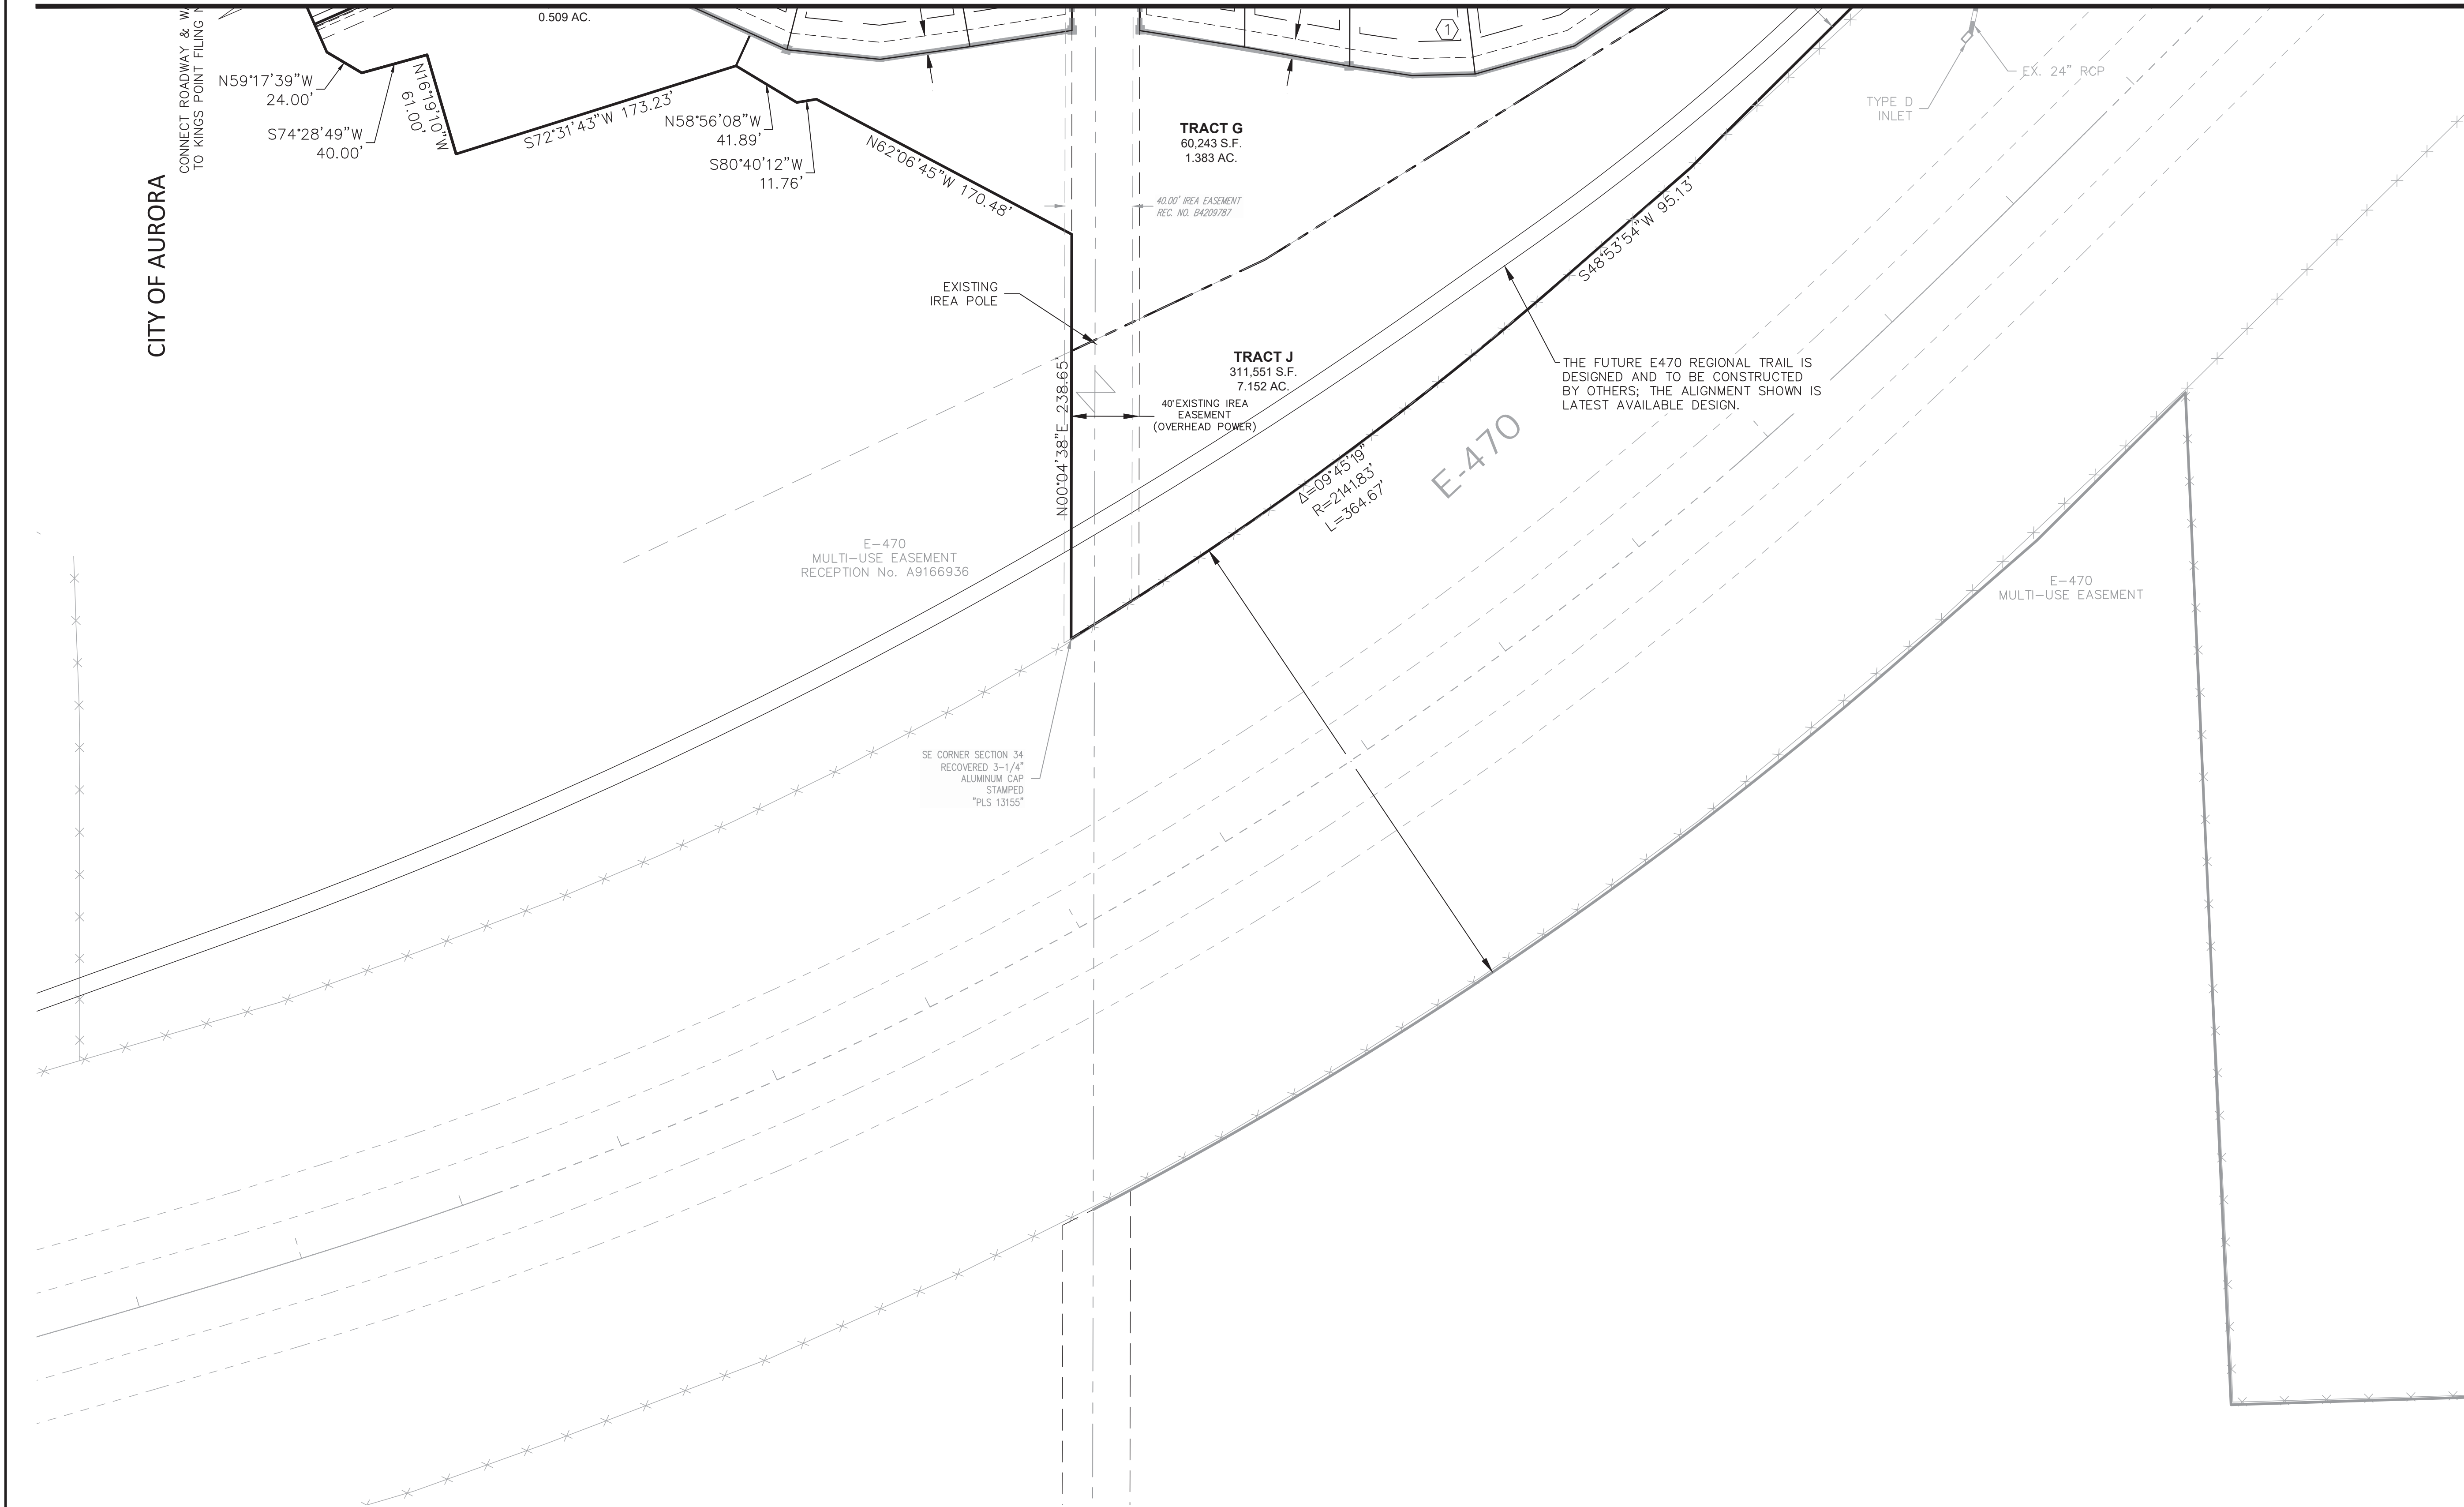 0.509 AC.
CONNECT ROADWAY &
TO KINGS POINT FILING
CITY OF AURORA
N59°17'39"W
24.00'
S74°28'49"W
40.00'
N16°19'10"W
61.00'
S72°31'43"W 173.23'
N58°56'08"W
41.89'
S80°40'12"W
11.76'
N62°06'45"W 170.48'
TRACT G
60,243 S.F.
1.383 AC.
1
40.00' IREA EASEMENT
REC. NO. B4209787
EX. 24" RCP
TYPE D
INLET
EXISTING
IREA POLE
S48°53'54"W 95.13'
TRACT J
311,551 S.F.
7.152 AC.
40' EXISTING IREA
EASEMENT
(OVERHEAD POWER)
N00°04'38"E 238.65'
THE FUTURE E470 REGIONAL TRAIL IS
DESIGNED AND TO BE CONSTRUCTED
BY OTHERS; THE ALIGNMENT SHOWN IS
LATEST AVAILABLE DESIGN.
Δ=09°45'19"
R=2141.83'
L=364.67'
E-470
E-470
MULTI-USE EASEMENT
RECEPTION No. A9166936
E-470
MULTI-USE EASEMENT
SE CORNER SECTION 34
RECOVERED 3-1/4"
ALUMINUM CAP
STAMPED
"PLS 13155"